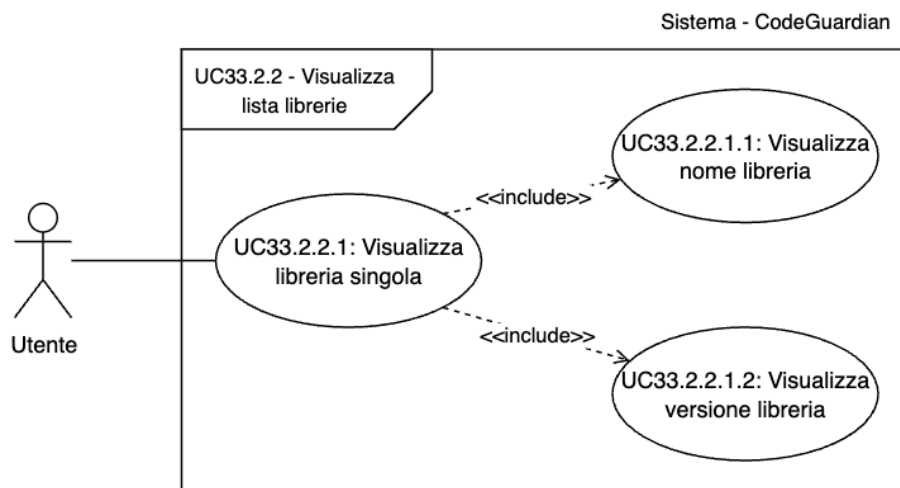 Sistema - CodeGuardian
UC33.2.2 - Visualizza
lista librerie
UC33.2.2.1.1: Visualizza
nome libreria
<<include>>
UC33.2.2.1: Visualizza
libreria singola
Utente
<<include>>
UC33.2.2.1.2: Visualizza
versione libreria